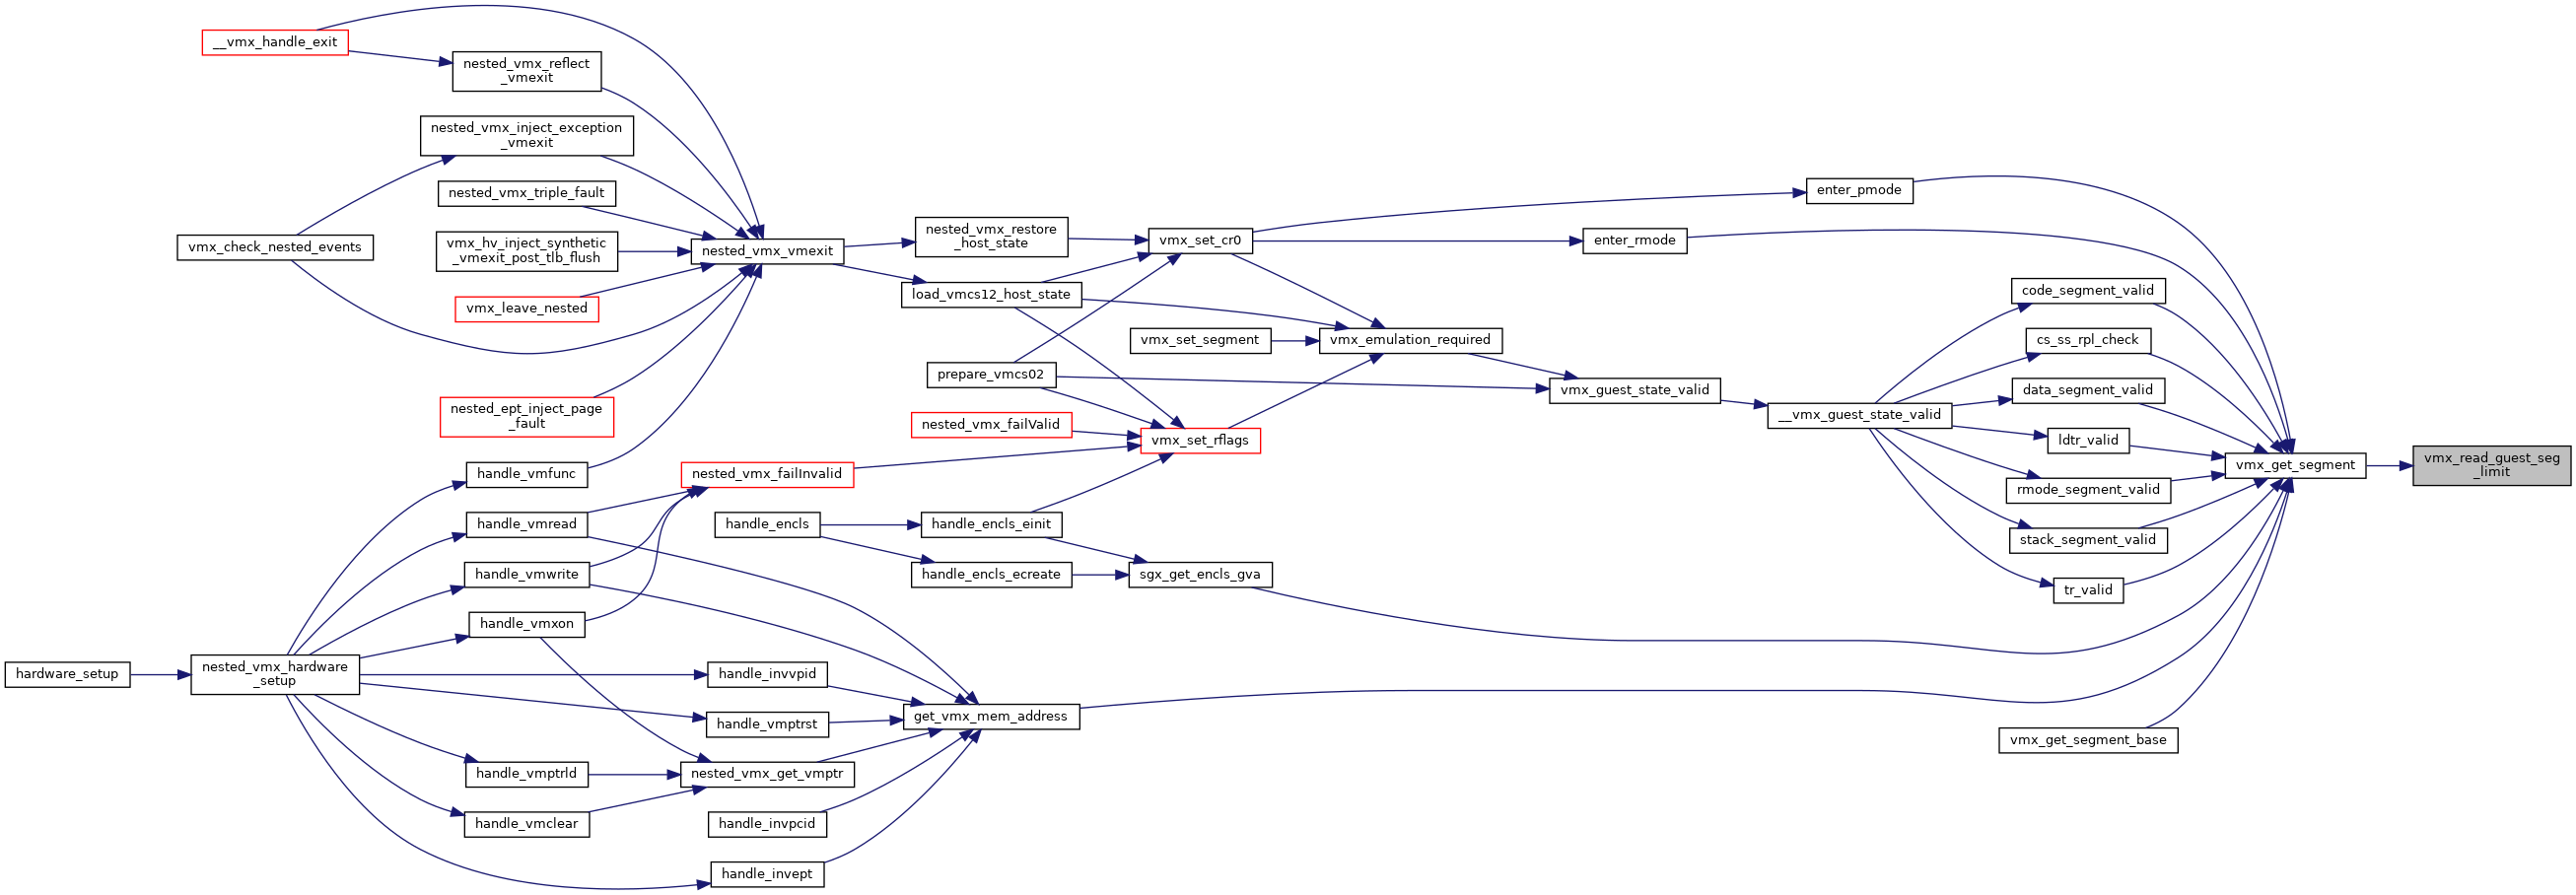 __vmx_handle_exit
nested_vmx_reflect
_vmexit
nested_vmx_inject_exception
_vmexit
nested_vmx_triple_fault
vmx_check_nested_events
vmx_hv_inject_synthetic
_vmexit_post_tlb_flush
vmx_leave_nested
nested_ept_inject_page
_fault
handle_vmfunc
handle_vmread
handle_vmwrite
handle_vmxon
hardware_setup
nested_vmx_hardware
_setup
handle_vmptrld
handle_vmclear
nested_vmx_vmexit
nested_vmx_failInvalid
handle_encls
handle_invvpid
handle_vmptrst
nested_vmx_get_vmptr
handle_invpcid
handle_invept
nested_vmx_restore
_host_state
load_vmcs12_host_state
prepare_vmcs02
nested_vmx_failValid
handle_encls_einit
handle_encls_ecreate
get_vmx_mem_address
vmx_set_cr0
vmx_set_segment
vmx_set_rflags
sgx_get_encls_gva
vmx_emulation_required
enter_rmode
vmx_guest_state_valid
enter_pmode
__vmx_guest_state_valid
code_segment_valid
cs_ss_rpl_check
data_segment_valid
ldtr_valid
rmode_segment_valid
stack_segment_valid
tr_valid
vmx_get_segment_base
vmx_get_segment
vmx_read_guest_seg
_limit